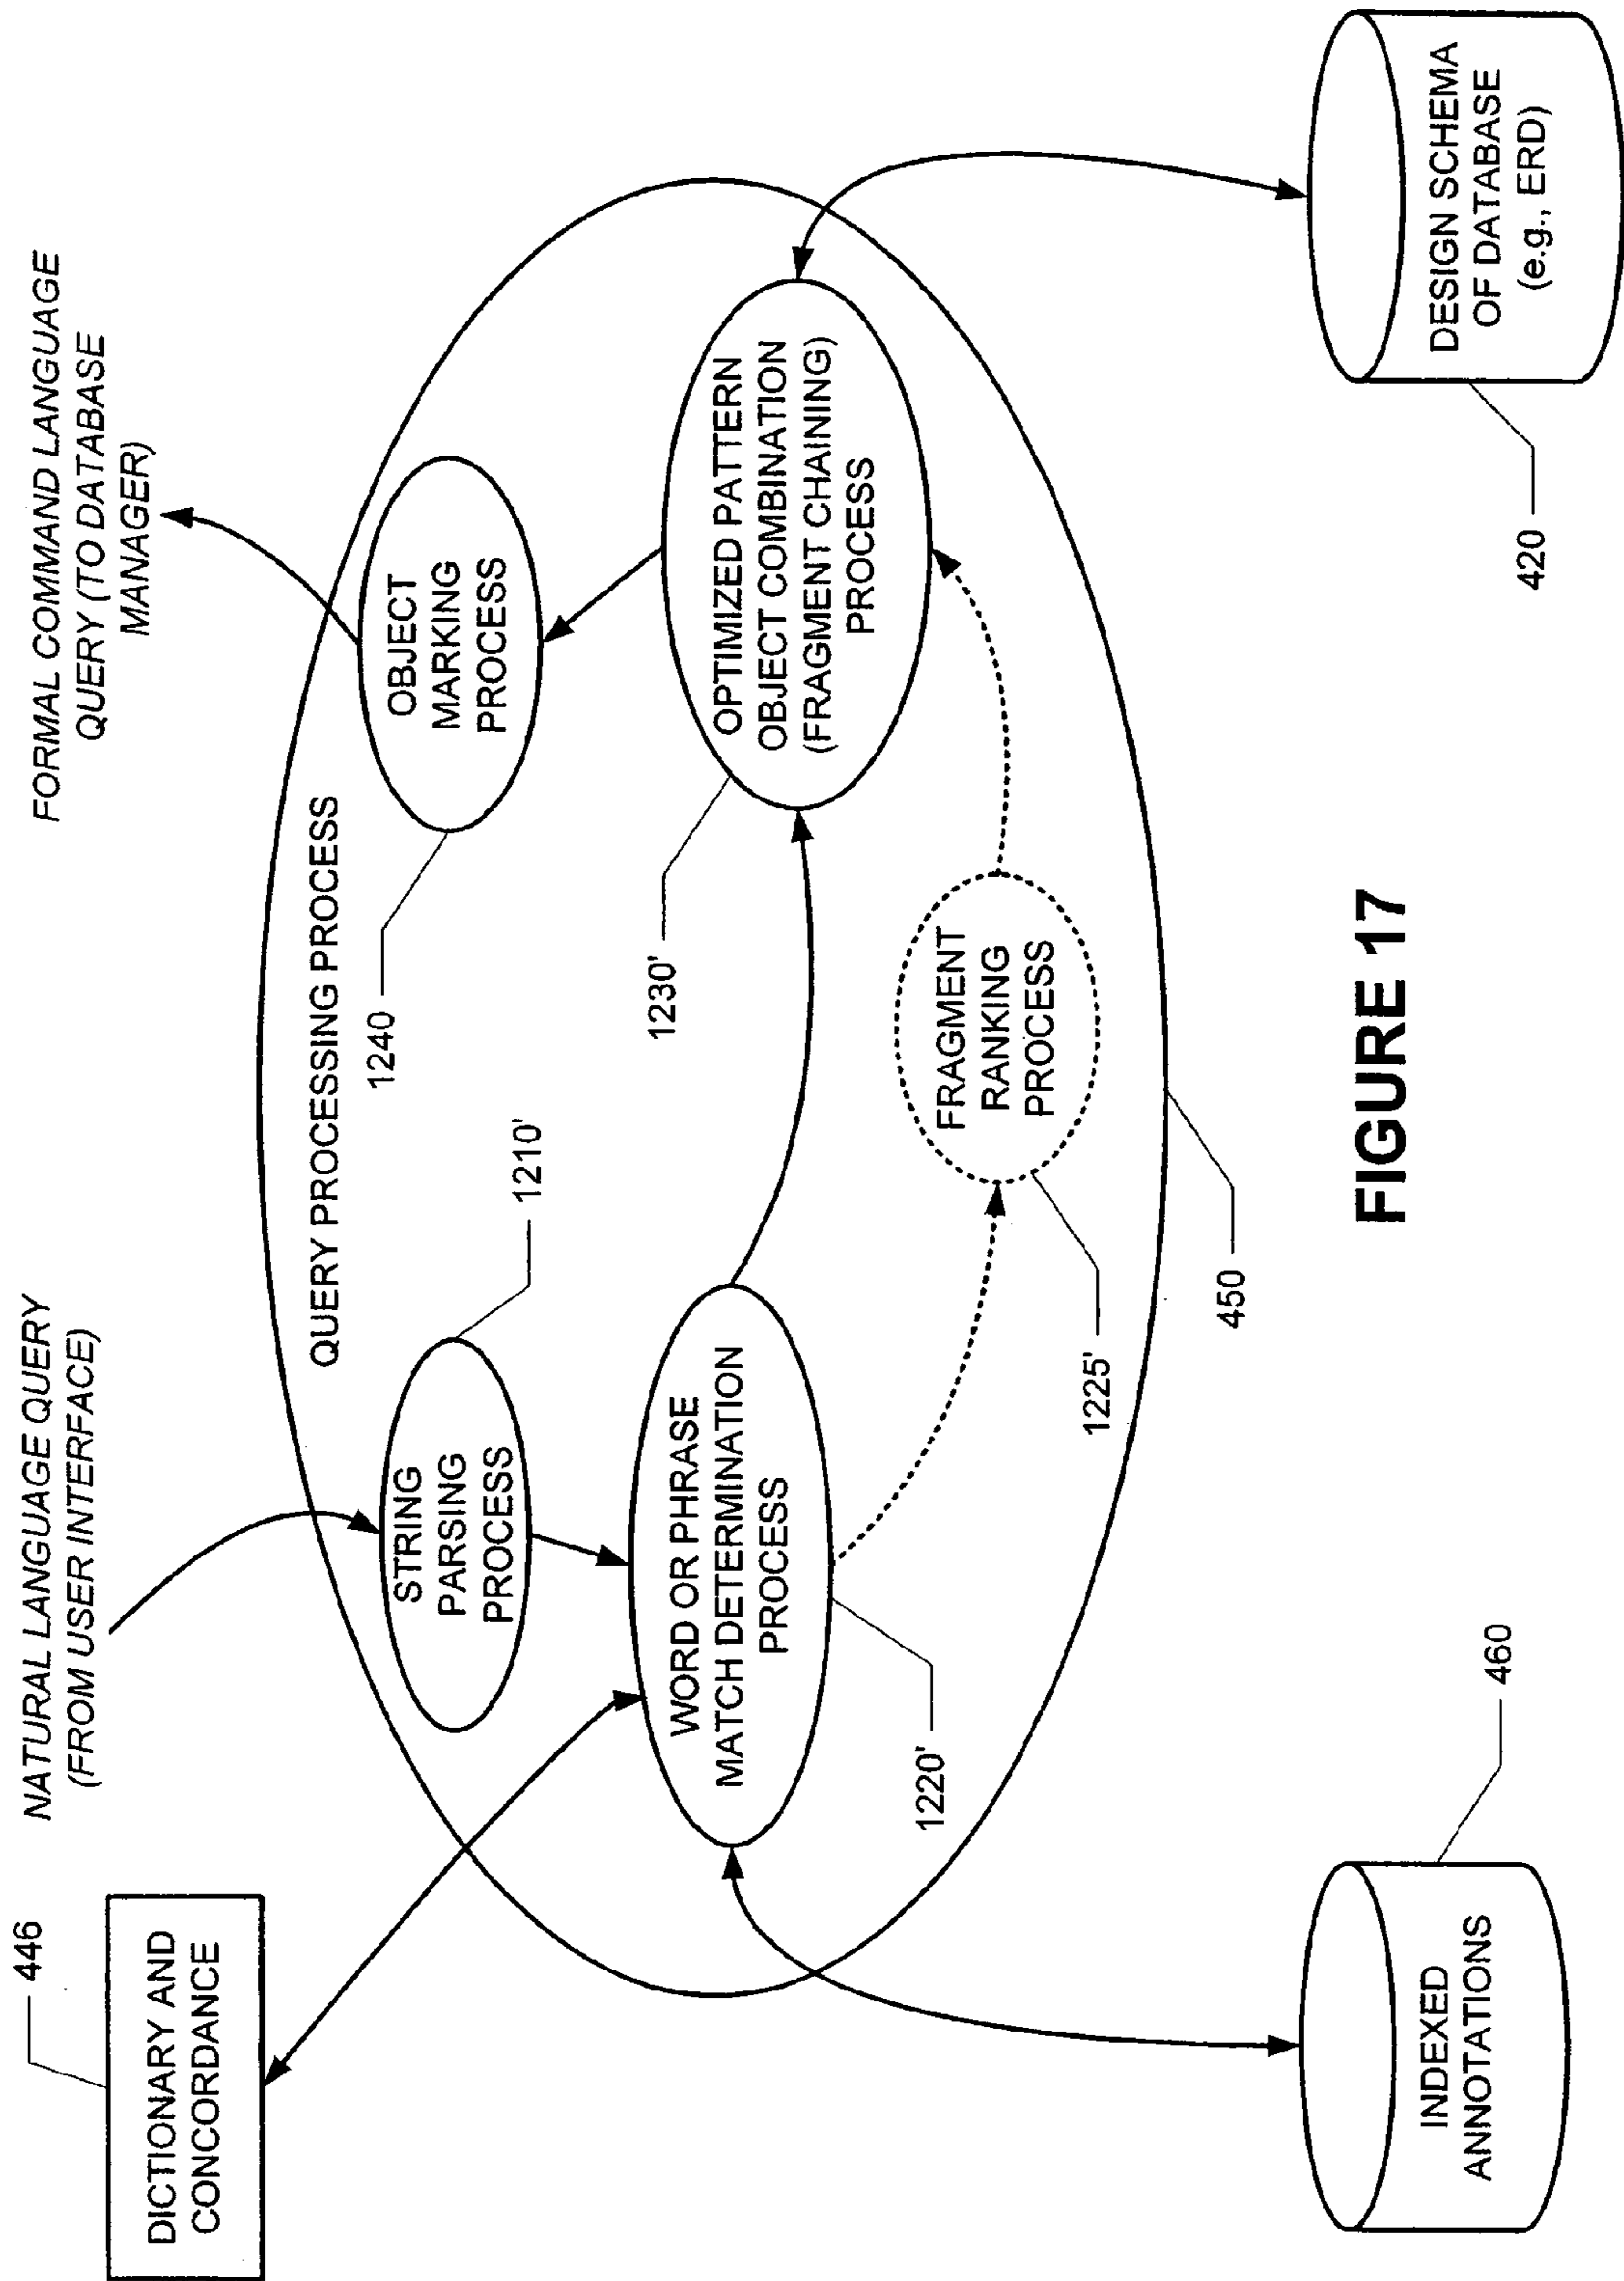 446
DICTIONARY AND
CONCORDANCE
NATURAL LANGUAGE QUERY
(FROM USER INTERFACE)
FORMAL COMMAND LANGUAGE
QUERY (TO DATABASE
MANAGER)
QUERY PROCESSING PROCESS
STRING
PARSING
PROCESS
1210'
1240
OBJECT
MARKING
PROCESS
WORD OR PHRASE
MATCH DETERMINATION
PROCESS
1220'
1230'
OPTIMIZED PATTERN
OBJECT COMBINATION
(FRAGMENT CHAINING)
PROCESS
FRAGMENT
RANKING
PROCESS
1225'
450
INDEXED
ANNOTATIONS
460
420
DESIGN SCHEMA
OF DATABASE
(e.g., ERD)
FIGURE 17